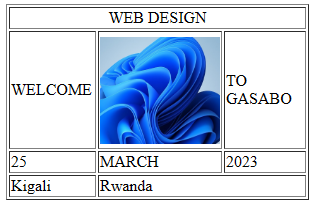 WEB DESIGN
WELCOME
TO
GASABO
25 MARCH 2023
Kigali Rwanda